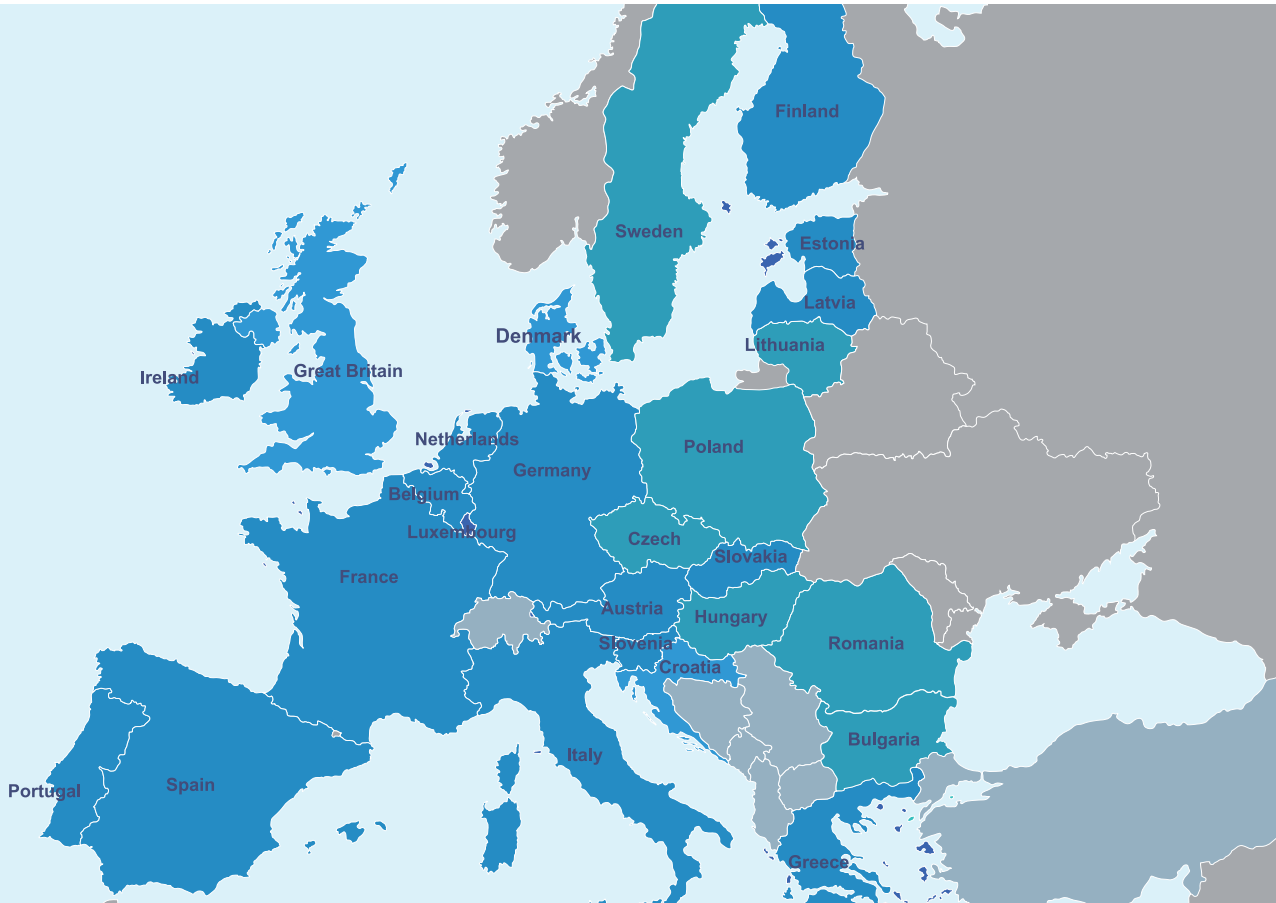 Finland
Sweden
Estonia
Latvia
Denmark
Lithuania
Great Britain
Ireland
Netherlands
Poland
Germany
Belgium
Luxembourg
Czech
Slovakia
France
Austria
Hungary
Slovenia
Romania
Croatia
Bulgaria
Italy
Spain
Portugal
Greece